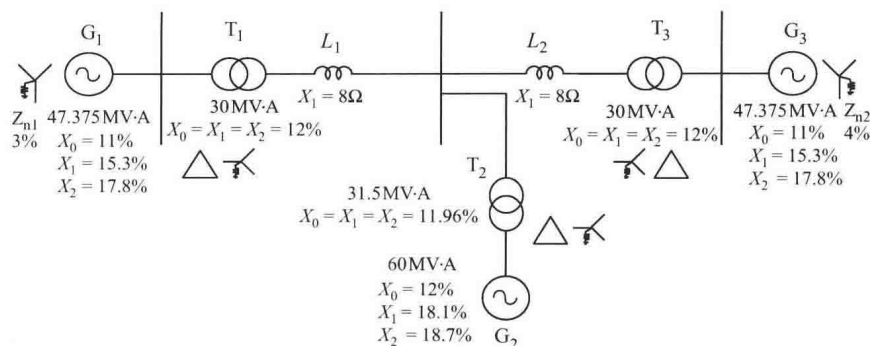 G₁
T₁
L₁
L₂
T₃
G₃
Zₙ₁
3%
47.375MV·A
X₀ = 11%
X₁ = 15.3%
X₂ = 17.8%
30MV·A
X₀ = X₁ = X₂ = 12%
X₁ = 8Ω
X₁ = 8Ω
30MV·A
X₀ = X₁ = X₂ = 12%
47.375MV·A
X₀ = 11%
X₁ = 15.3%
X₂ = 17.8%
Zₙ₂
4%
T₂
31.5MV·A
X₀ = X₁ = X₂ = 11.96%
60MV·A
X₀ = 12%
X₁ = 18.1%
X₂ = 18.7%
G₂